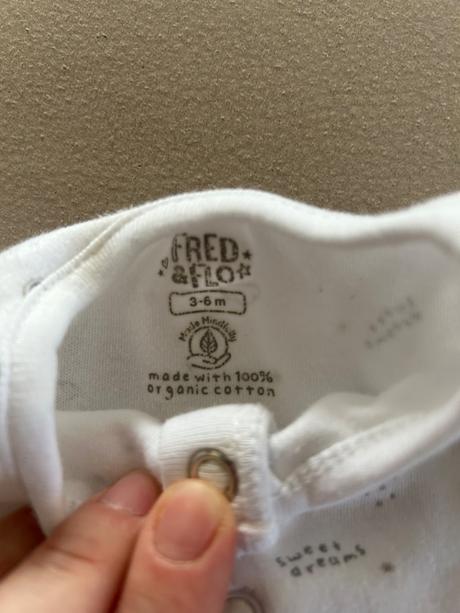 FRED
& FLO
3-6m
Made Mindfully
made with 100%
organic cotton
sweet
dreams